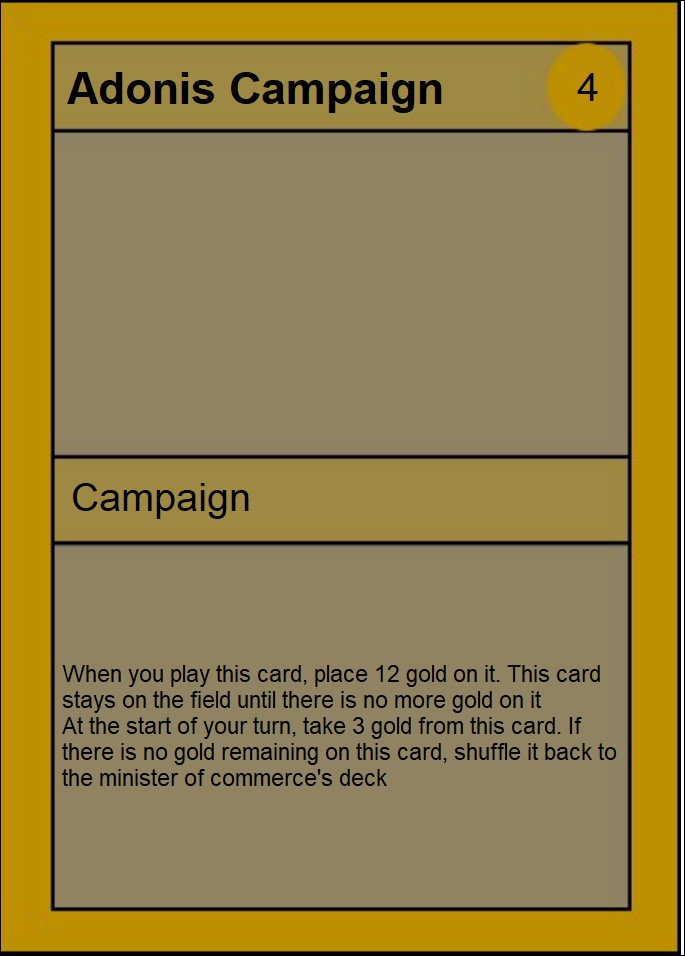 Adonis Campaign
4
Campaign
When you play this card, place 12 gold on it. This card
stays on the field until there is no more gold on it
At the start of your turn, take 3 gold from this card. If
there is no gold remaining on this card, shuffle it back to
the minister of commerce's deck